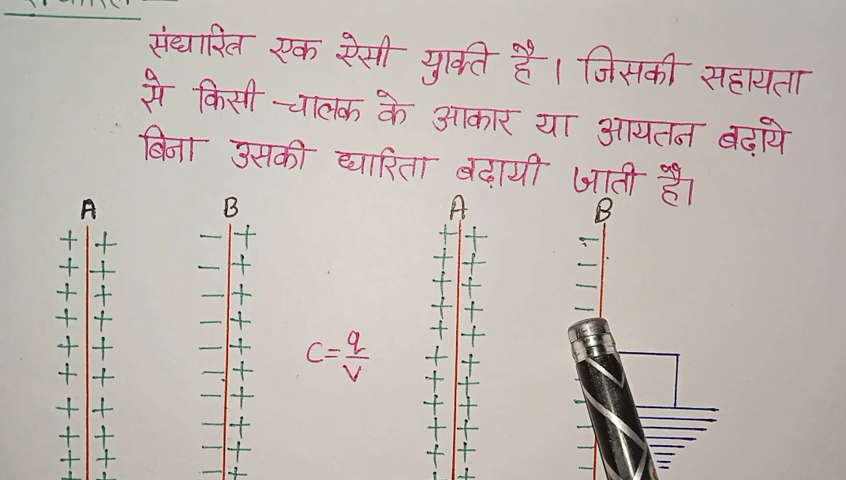 संधारित्र एक ऐसी युक्ति है। जिसकी सहायता
से किसी चालक के आकार या आयतन बढ़ाये
बिना उसकी धारिता बढ़ायी जाती है।
A B A B
C = q/V